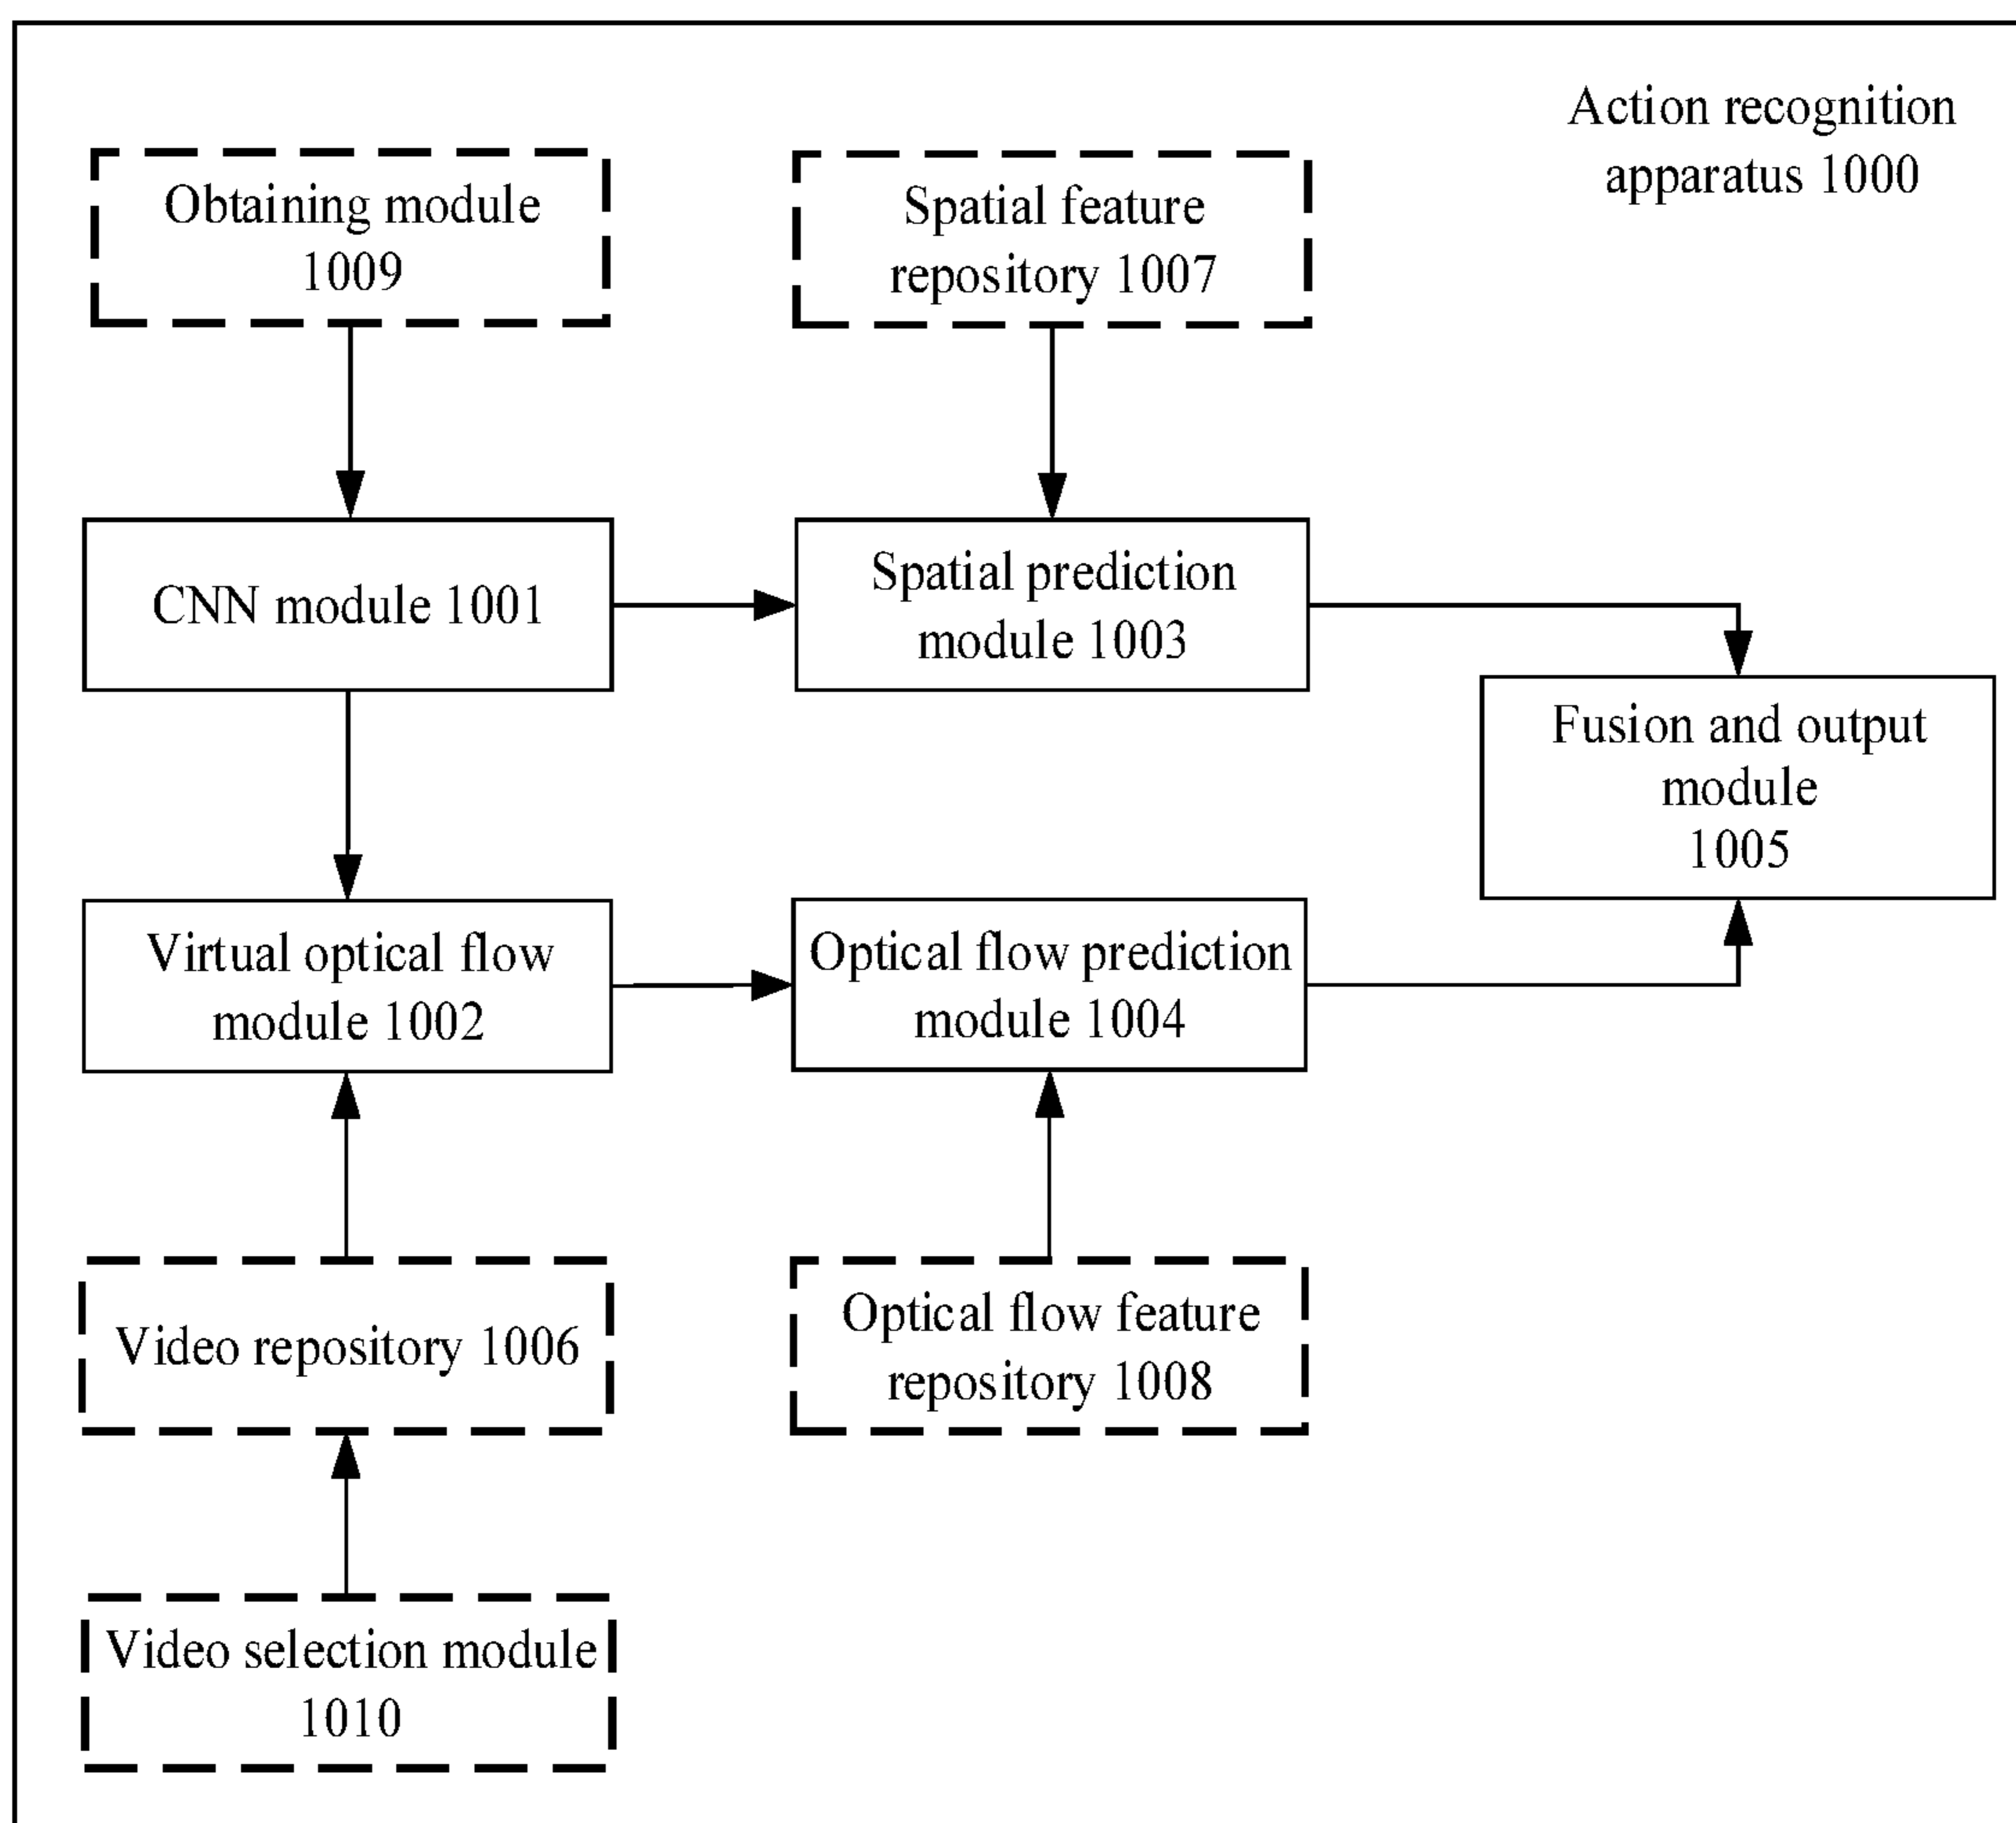 Action recognition
apparatus 1000
Obtaining module
1009
Spatial feature
repository 1007
CNN module 1001
Spatial prediction
module 1003
Fusion and output
module
1005
Virtual optical flow
module 1002
Optical flow prediction
module 1004
Video repository 1006
Optical flow feature
repository 1008
Video selection module
1010